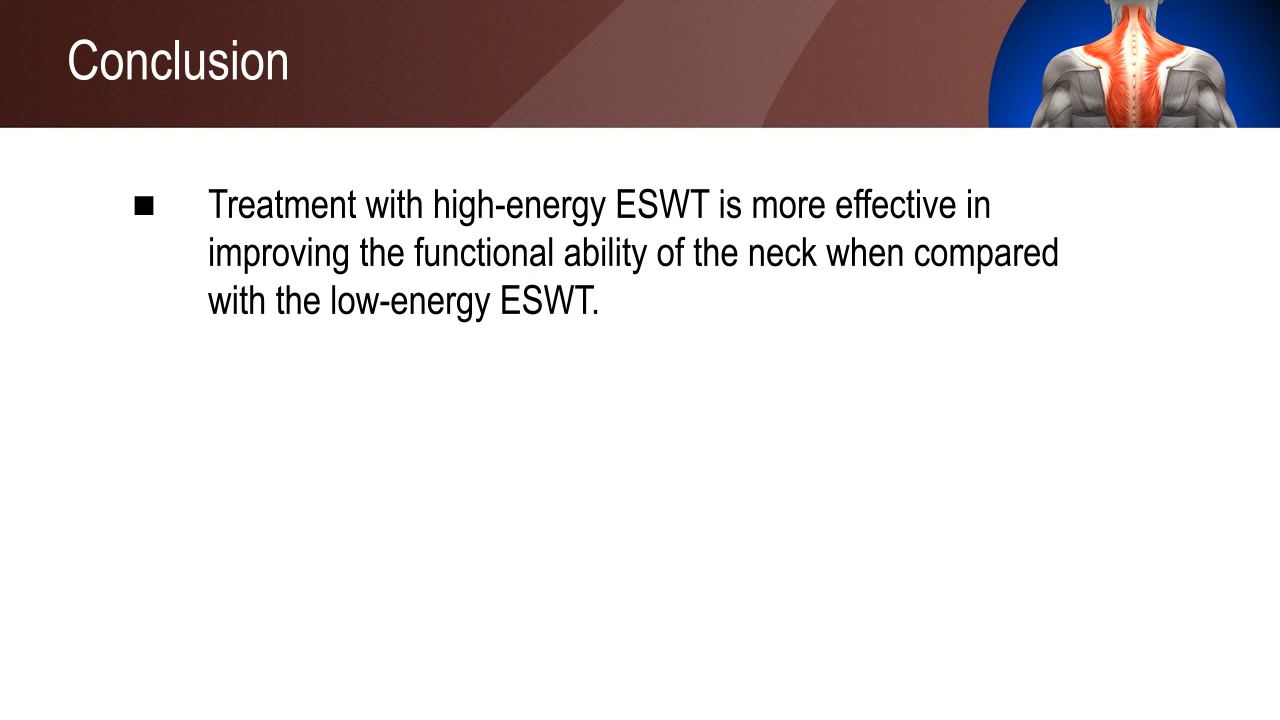 Conclusion
■ Treatment with high-energy ESWT is more effective in
improving the functional ability of the neck when compared
with the low-energy ESWT.